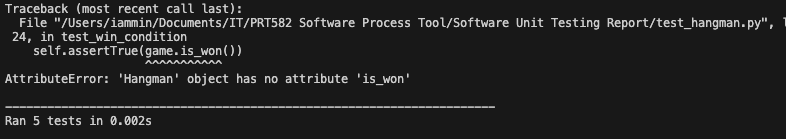 Traceback (most recent call last):
File "/Users/iammin/Documents/IT/PRT582 Software Process Tool/Software Unit Testing Report/test_hangman.py",
24, in test_win_condition
self.assertTrue(game.is_won())
^^^^^^^^^^^
AttributeError: 'Hangman' object has no attribute 'is_won'
----------------------------------------------------------------------
Ran 5 tests in 0.002s